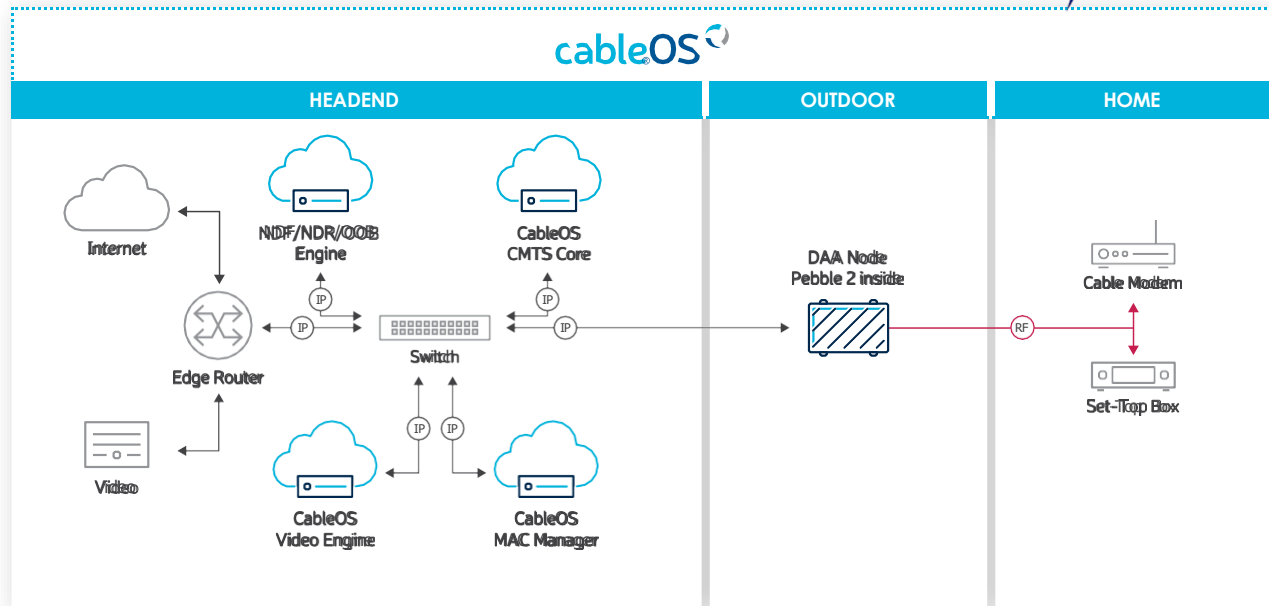 cableOS®
HEADEND
OUTDOOR
HOME
Internet
NDF/NDR/OOB
Engine
CableOS
CMTS Core
IP
IP
IP
IP
Edge Router
Switch
DAA Node
Pebble 2 inside
RF
Cable Modem
Set-Top Box
Video
IP
IP
CableOS
Video Engine
CableOS
MAC Manager